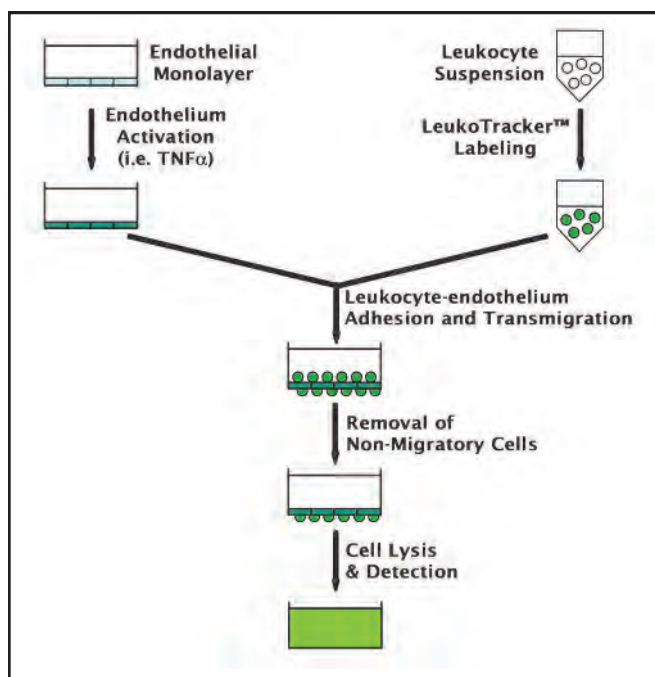 Endothelial
Monolayer
Leukocyte
Suspension
Endothelium
Activation
(i.e. TNFα)
LeukoTracker™
Labeling
Leukocyte-endothelium
Adhesion and Transmigration
Removal of
Non-Migratory Cells
Cell Lysis
& Detection